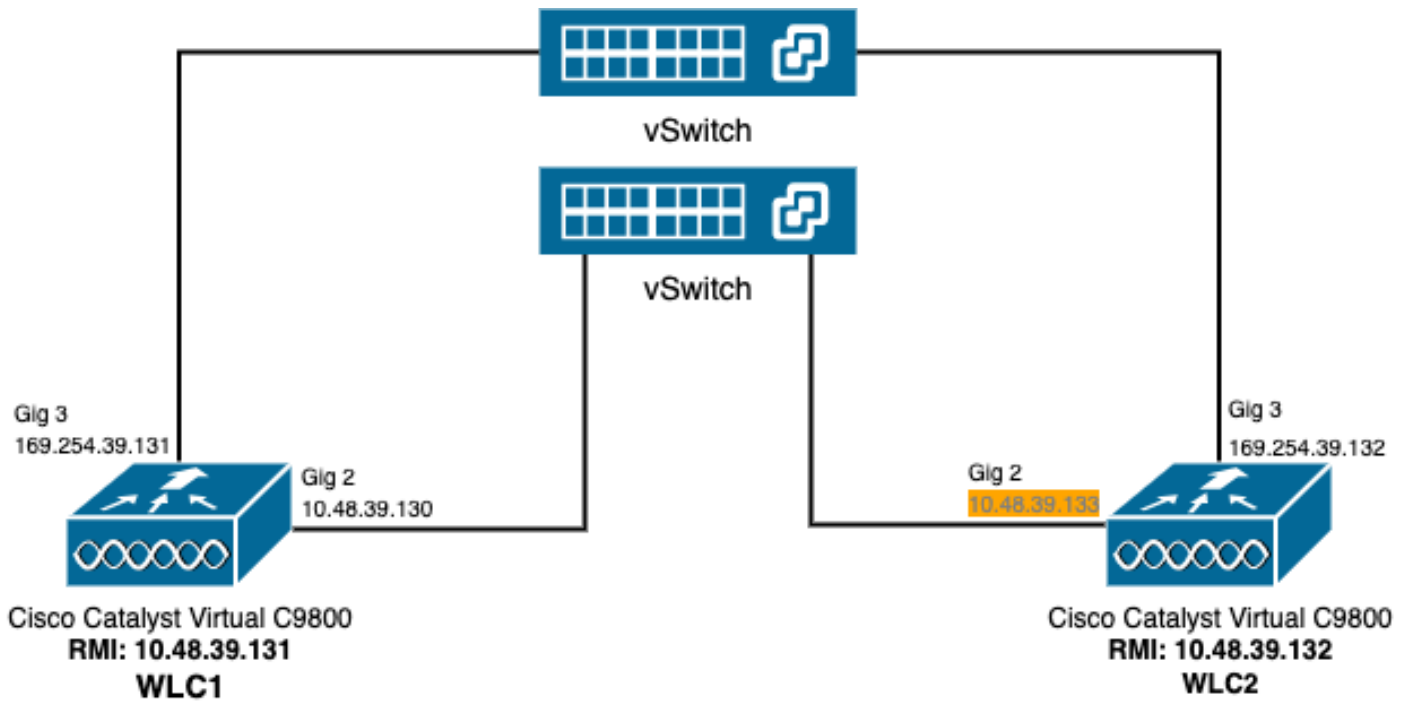 vSwitch
vSwitch
Gig 3
169.254.39.131
Gig 2
10.48.39.130
Cisco Catalyst Virtual C9800
RMI: 10.48.39.131
WLC1
Gig 3
169.254.39.132
Gig 2
10.48.39.133
Cisco Catalyst Virtual C9800
RMI: 10.48.39.132
WLC2